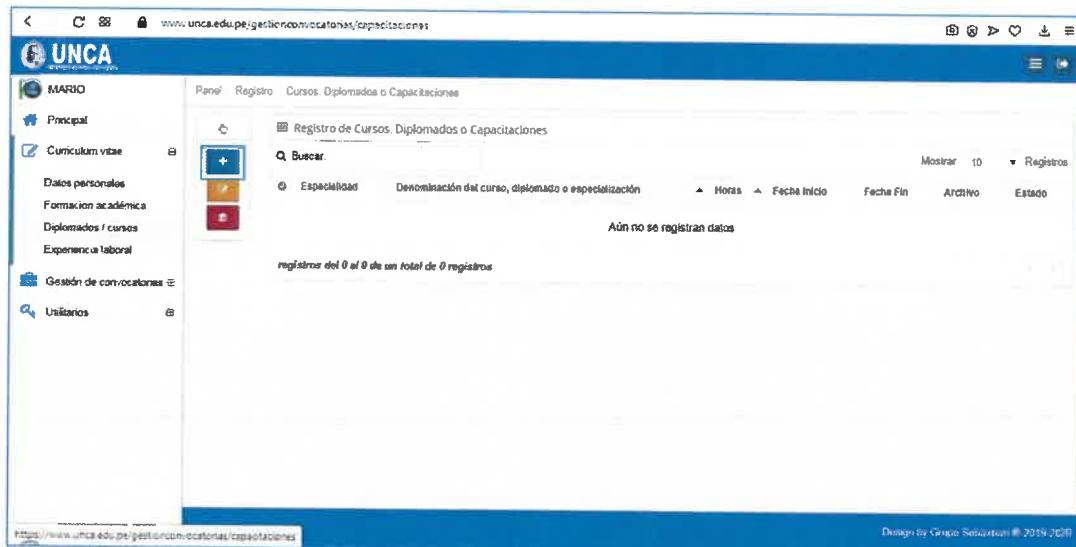 www.unca.edu.pe/gestionconvocatorias/capacitaciones
UNCA
MARIO
Panel Registro Cursos, Diplomados o Capacitaciones
Principal
Curriculum vitae
Datos personales
Formacion académica
Diplomados / cursos
Experiencia laboral
Gestión de convocatorias
Utilitarios
Registro de Cursos, Diplomados o Capacitaciones
Buscar:
Mostrar 10 Registros
Especialidad Denominación del curso, diplomado o especialización Horas Fecha Inicio Fecha Fin Archivo Estado
Aún no se registran datos
registros del 0 al 0 de un total de 0 registros
https://www.unca.edu.pe/gestionconvocatorias/capacitaciones
Design by Grupo ® 2019-2020